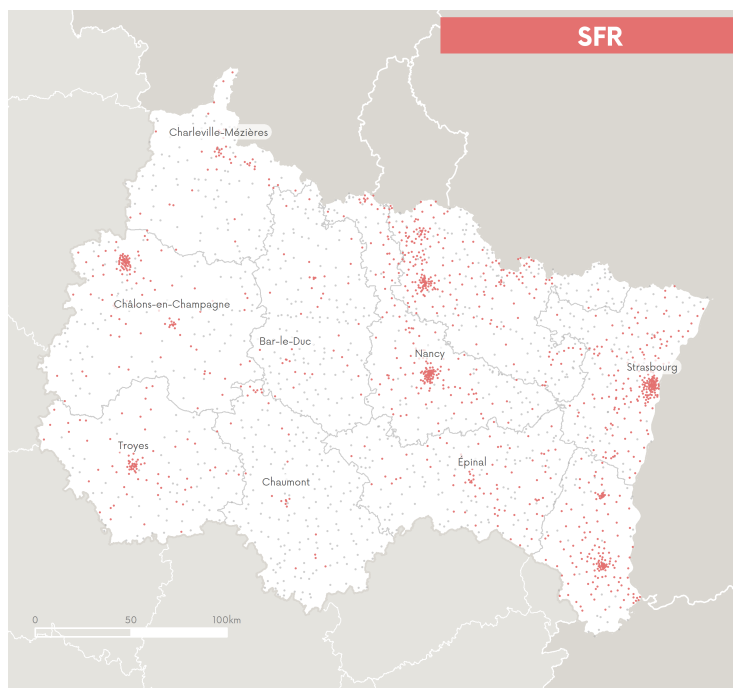 SFR
Charleville-Mézières
Châlons-en-Champagne
Bar-le-Duc
Nancy
Strasbourg
Troyes
Épinal
Chaumont
0 50 100km